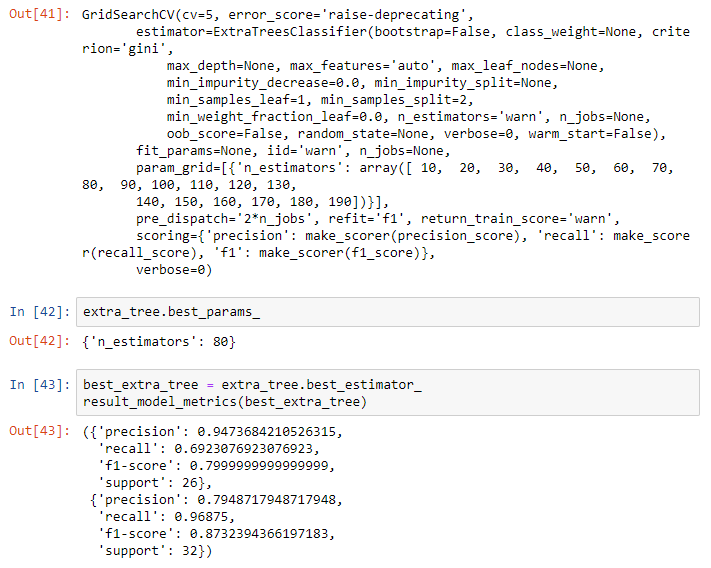 Out[41]: GridSearchCV(cv=5, error_score='raise-deprecating',
estimator=ExtraTreesClassifier(bootstrap=False, class_weight=None, crite
rion='gini',
max_depth=None, max_features='auto', max_leaf_nodes=None,
min_impurity_decrease=0.0, min_impurity_split=None,
min_samples_leaf=1, min_samples_split=2,
min_weight_fraction_leaf=0.0, n_estimators='warn', n_jobs=None,
oob_score=False, random_state=None, verbose=0, warm_start=False),
fit_params=None, iid='warn', n_jobs=None,
param_grid=[{'n_estimators': array([ 10,  20,  30,  40,  50,  60,  70,
80,  90, 100, 110, 120, 130,
140, 150, 160, 170, 180, 190])}],
pre_dispatch='2*n_jobs', refit='f1', return_train_score='warn',
scoring={'precision': make_scorer(precision_score), 'recall': make_score
r(recall_score), 'f1': make_scorer(f1_score)},
verbose=0)
In [42]: extra_tree.best_params_
Out[42]: {'n_estimators': 80}
In [43]: best_extra_tree = extra_tree.best_estimator_
result_model_metrics(best_extra_tree)
Out[43]: ({'precision': 0.9473684210526315,
'recall': 0.6923076923076923,
'f1-score': 0.7999999999999999,
'support': 26},
{'precision': 0.7948717948717948,
'recall': 0.96875,
'f1-score': 0.8732394366197183,
'support': 32})